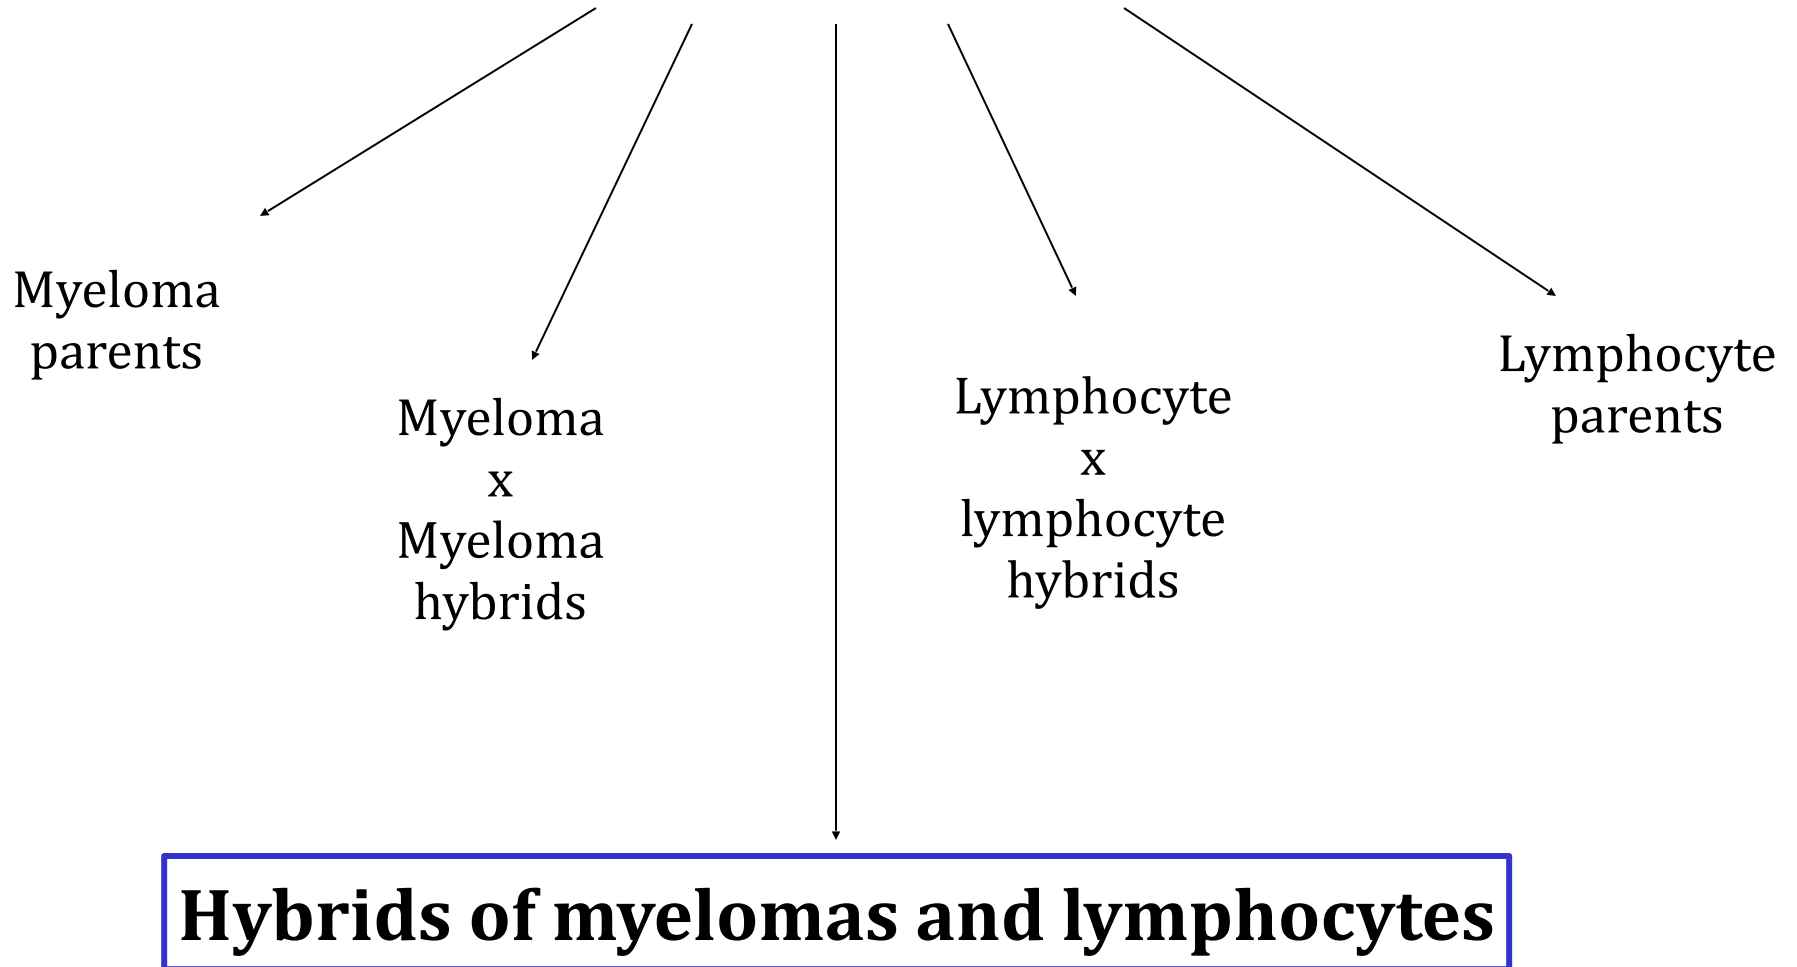 Myeloma
parents
Myeloma
x
Myeloma
hybrids
Lymphocyte
x
lymphocyte
hybrids
Lymphocyte
parents
Hybrids of myelomas and lymphocytes